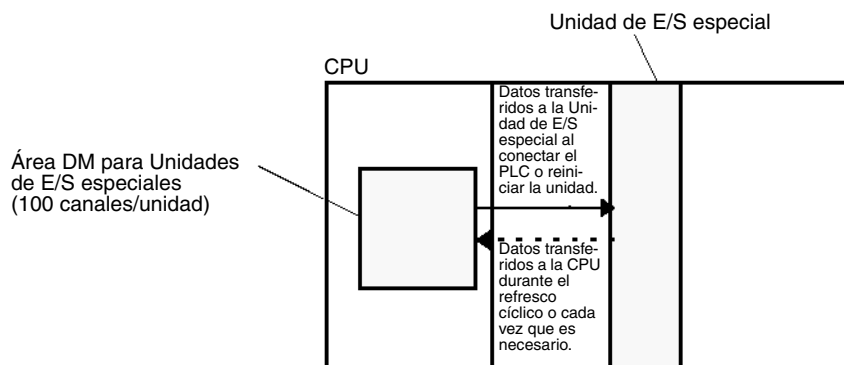 Unidad de E/S especial
CPU
Datos transfe-
ridos a la Uni-
dad de E/S
especial al
conectar el
PLC o reini-
ciar la unidad.
Área DM para Unidades
de E/S especiales
(100 canales/unidad)
Datos transfe-
ridos a la CPU
durante el
refresco
cíclico o cada
vez que es
necesario.